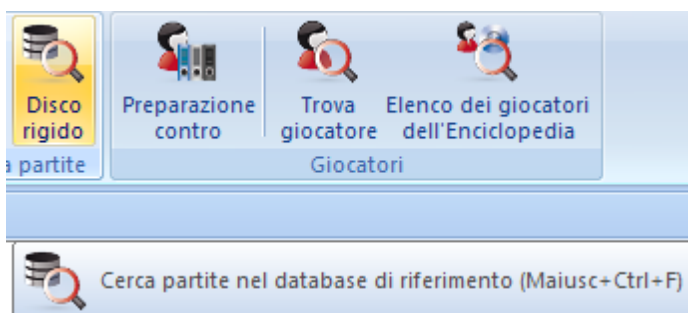 Disco rigido
Preparazione contro
Trova giocatore
Elenco dei giocatori dell'Enciclopedia
a partite
Giocatori
Cerca partite nel database di riferimento (Maiusc+Ctrl+F)